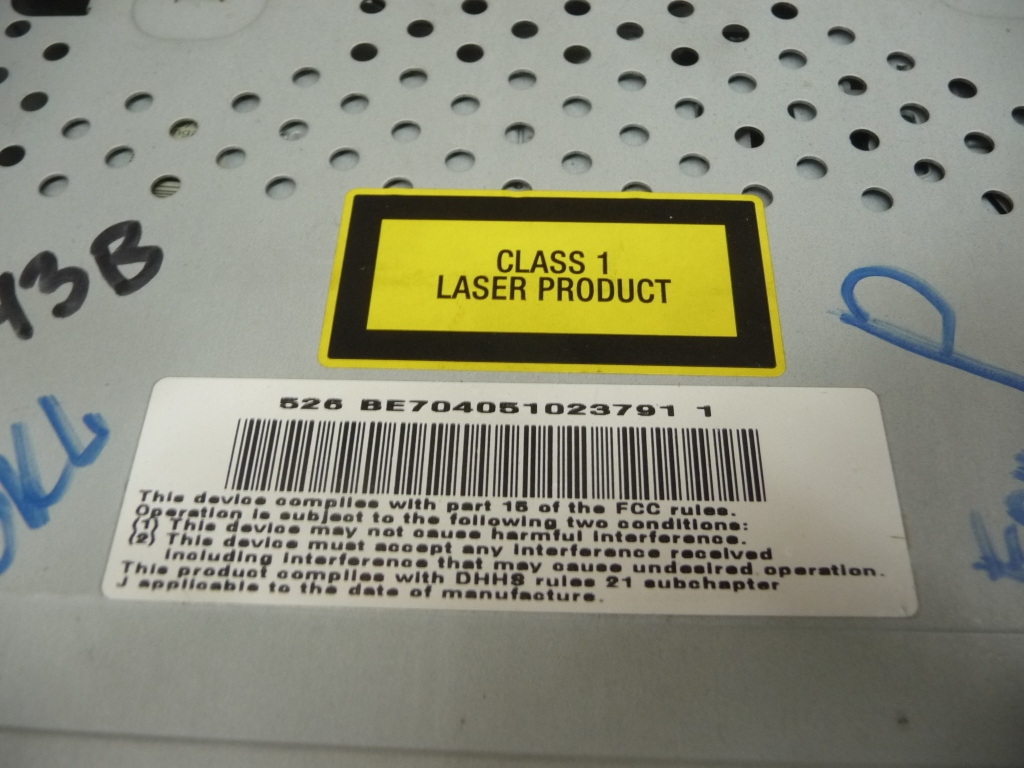 43B
CLASS 1
LASER PRODUCT
526 BE704051023791 1
This device complies with part 15 of the FCC rules.
Operation is subject to the following two conditions:
(1) This device may not cause harmful interference.
(2) This device must accept any interference received
including interference that may cause undesired operation.
This product complies with DHHS rules 21 subchapter
J applicable to the date of manufacture.